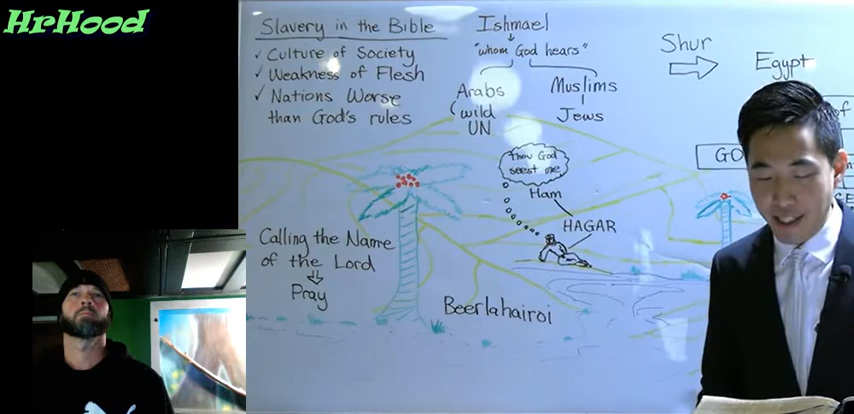 HrHood
Slavery in the Bible
✓ Culture of Society
✓ Weakness of Flesh
✓ Nations Worse
than God's rules
Ishmael
"whom God hears"
Arabs
(wild
UN
Muslims
Jews
Shur
Egypt
of
GO
thou God
seest me
Ham
HAGAR
Calling the Name
of the Lord
Pray
Beerlahairoi